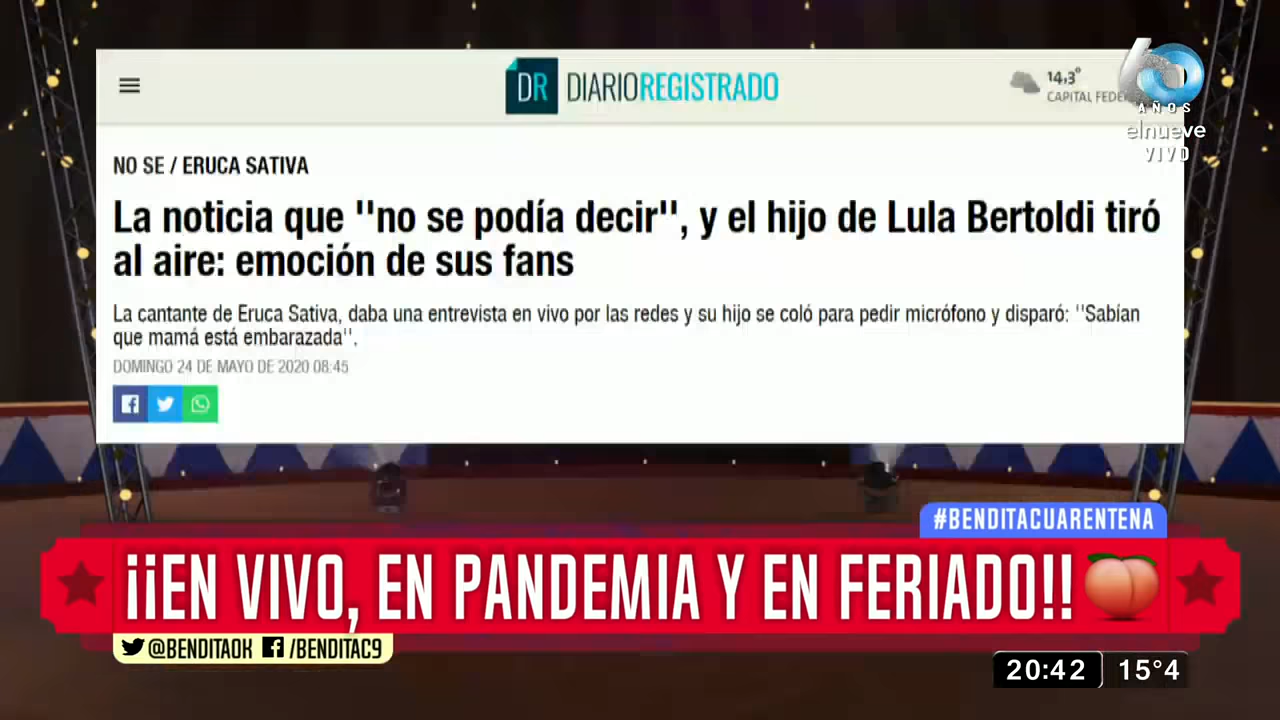 DR DIARIOREGISTRADO
14,3°
CAPITAL FEDE
6
AÑOS
elnueve
VIVO
NO SE / ERUCA SATIVA
La noticia que "no se podía decir", y el hijo de Lula Bertoldi tiró
al aire: emoción de sus fans
La cantante de Eruca Sativa, daba una entrevista en vivo por las redes y su hijo se coló para pedir micrófono y disparó: "Sabían
que mamá está embarazada".
DOMINGO 24 DE MAYO DE 2020 08:45
#BENDITACUARENTENA
¡¡EN VIVO, EN PANDEMIA Y EN FERIADO!!
@BENDITAOK /BENDITAC9
20:42 15°4